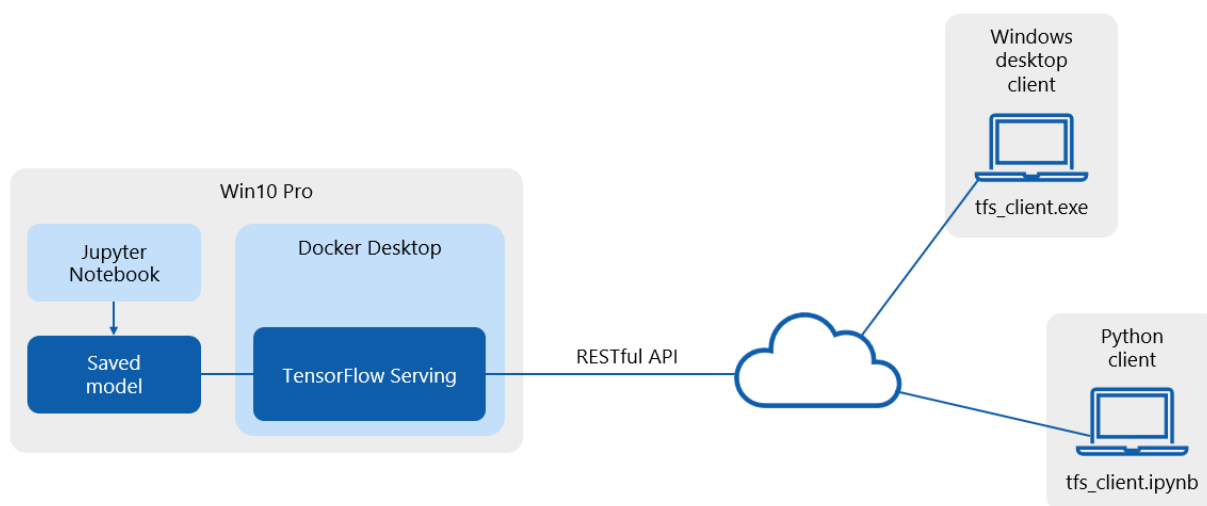 Windows
desktop
client
tfs_client.exe
Win10 Pro
Jupyter
Notebook
Docker Desktop
Saved
model
TensorFlow Serving
RESTful API
Python
client
tfs_client.ipynb